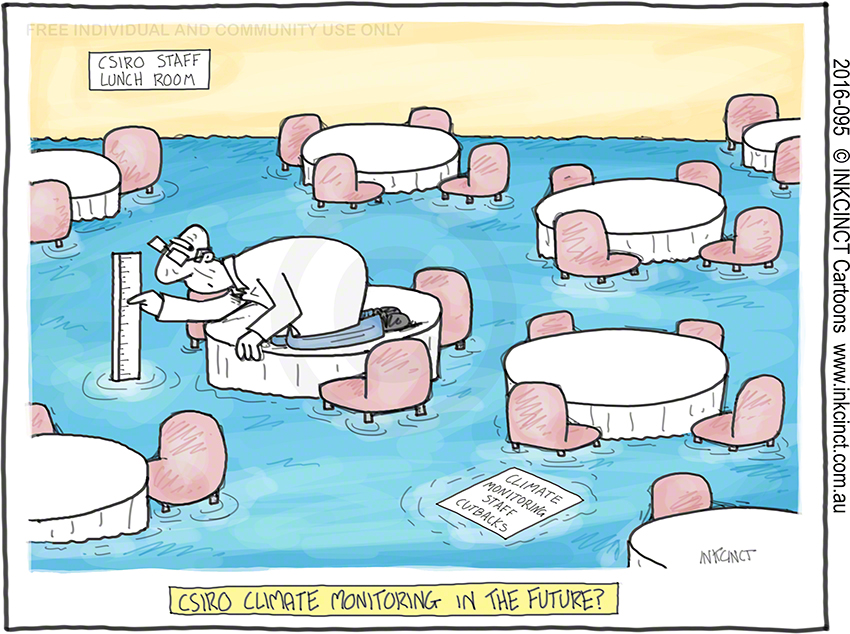 FREE INDIVIDUAL AND COMMUNITY USE ONLY
CSIRO STAFF
LUNCH ROOM
2016-095 © INKCINCT Cartoons www.inkcinct.com.au
CLIMATE
MONITORING
STAFF
CUTBACKS
INKCINCT
CSIRO CLIMATE MONITORING IN THE FUTURE?